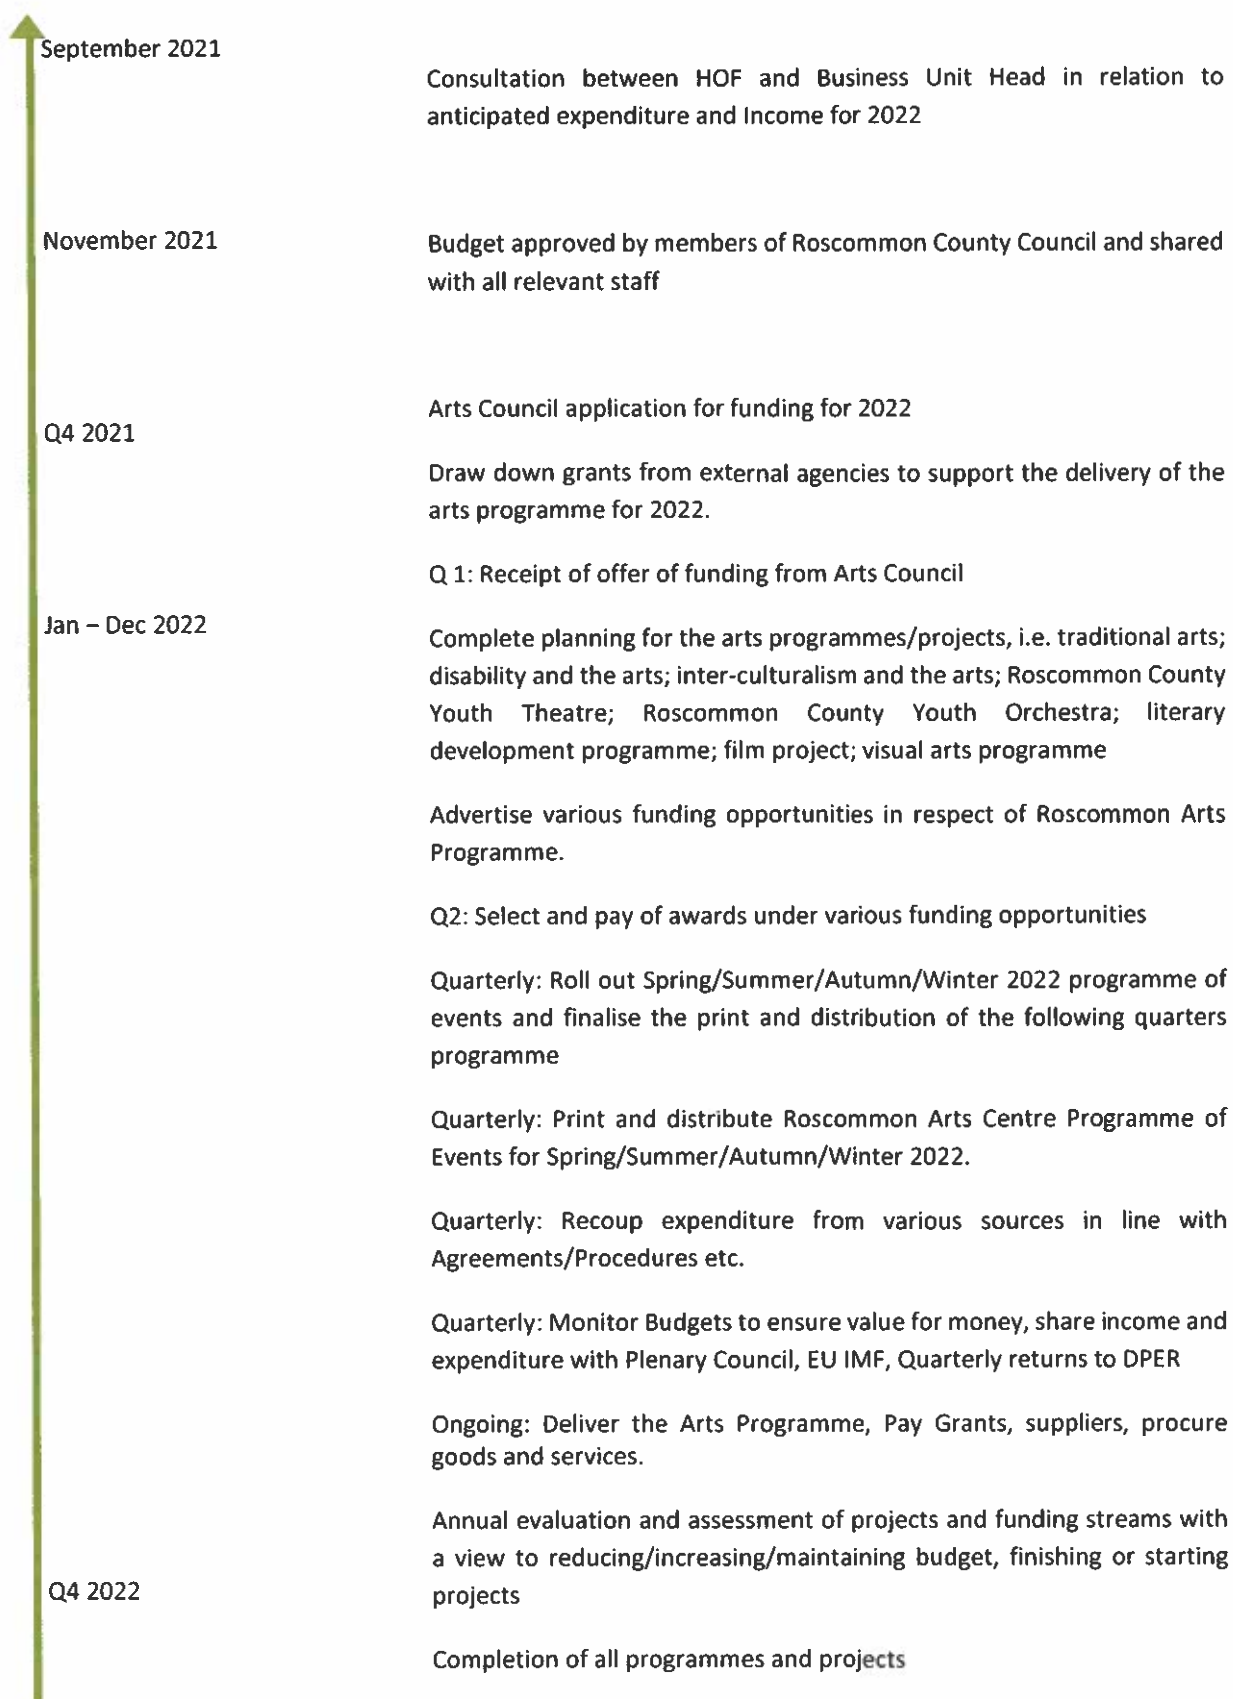 September 2021
Consultation between HOF and Business Unit Head in relation to
anticipated expenditure and Income for 2022
November 2021
Budget approved by members of Roscommon County Council and shared
with all relevant staff
Arts Council application for funding for 2022
Q4 2021
Draw down grants from external agencies to support the delivery of the
arts programme for 2022.
Q 1: Receipt of offer of funding from Arts Council
Jan – Dec 2022
Complete planning for the arts programmes/projects, i.e. traditional arts;
disability and the arts; inter-culturalism and the arts; Roscommon County
Youth Theatre; Roscommon County Youth Orchestra; literary
development programme; film project; visual arts programme
Advertise various funding opportunities in respect of Roscommon Arts
Programme.
Q2: Select and pay of awards under various funding opportunities
Quarterly: Roll out Spring/Summer/Autumn/Winter 2022 programme of
events and finalise the print and distribution of the following quarters
programme
Quarterly: Print and distribute Roscommon Arts Centre Programme of
Events for Spring/Summer/Autumn/Winter 2022.
Quarterly: Recoup expenditure from various sources in line with
Agreements/Procedures etc.
Quarterly: Monitor Budgets to ensure value for money, share income and
expenditure with Plenary Council, EU IMF, Quarterly returns to DPER
Ongoing: Deliver the Arts Programme, Pay Grants, suppliers, procure
goods and services.
Annual evaluation and assessment of projects and funding streams with
a view to reducing/increasing/maintaining budget, finishing or starting
projects
Q4 2022
Completion of all programmes and projects